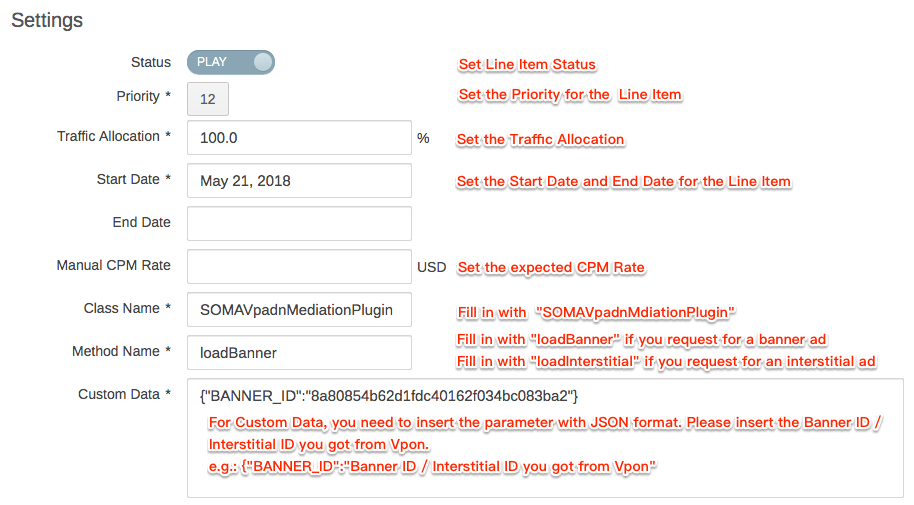 Settings
Status PLAY Set Line Item Status
Priority * 12 Set the Priority for the Line Item
Traffic Allocation * 100.0 % Set the Traffic Allocation
Start Date * May 21, 2018 Set the Start Date and End Date for the Line Item
End Date
Manual CPM Rate USD Set the expected CPM Rate
Class Name * SOMAVpadnMediationPlugin Fill in with "SOMAVpadnMdiationPlugin"
Method Name * loadBanner Fill in with "loadBanner" if you request for a banner ad
Fill in with "loadInterstitial" if you request for an interstitial ad
Custom Data * {"BANNER_ID":"8a80854b62d1fdc40162f034bc083ba2"}
For Custom Data, you need to insert the parameter with JSON format. Please insert the Banner ID /
Interstitial ID you got from Vpon.
e.g.: {"BANNER_ID":"Banner ID / Interstitial ID you got from Vpon"